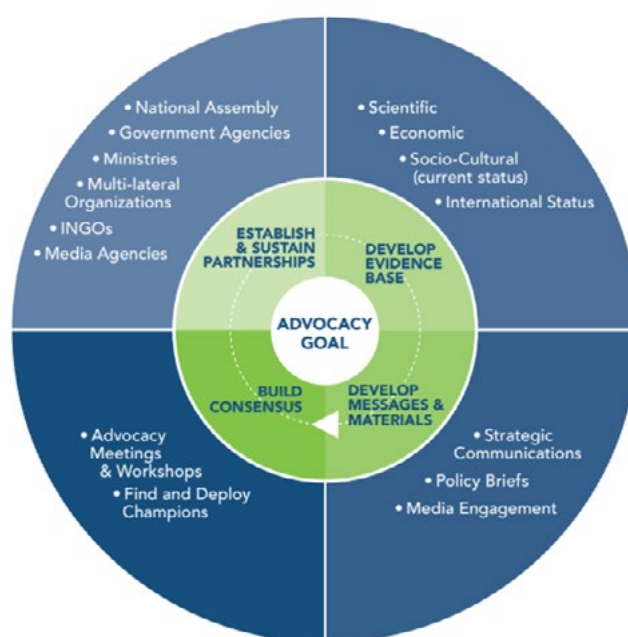 • National Assembly
• Government Agencies
• Ministries
• Multi-lateral
Organizations
• INGOs
• Media Agencies
• Scientific
• Economic
• Socio-Cultural
(current status)
• International Status
ESTABLISH
& SUSTAIN
PARTNERSHIPS
DEVELOP
EVIDENCE
BASE
ADVOCACY
GOAL
BUILD
CONSENSUS
DEVELOP
MESSAGES &
MATERIALS
• Advocacy
Meetings
& Workshops
• Find and Deploy
Champions
• Strategic
Communications
• Policy Briefs
• Media Engagement